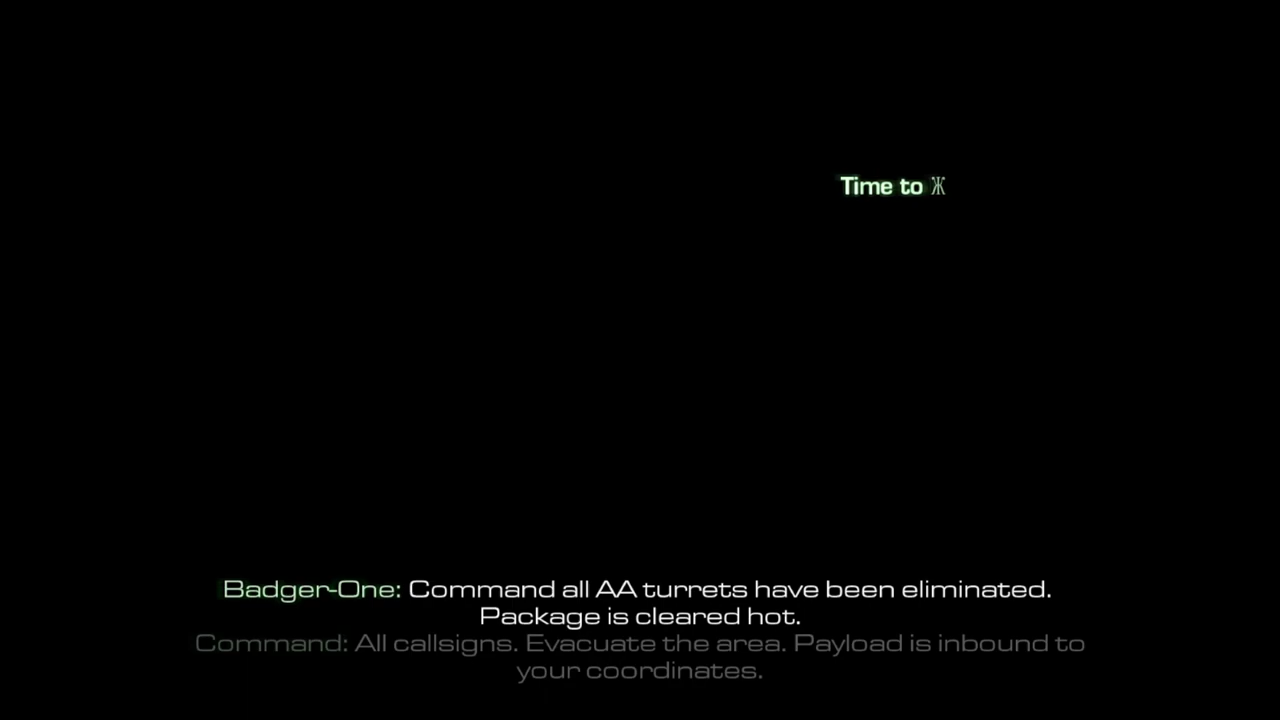 Time to Ж
Badger-One: Command all AA turrets have been eliminated.
Package is cleared hot.
Command: All callsigns. Evacuate the area. Payload is inbound to
your coordinates.